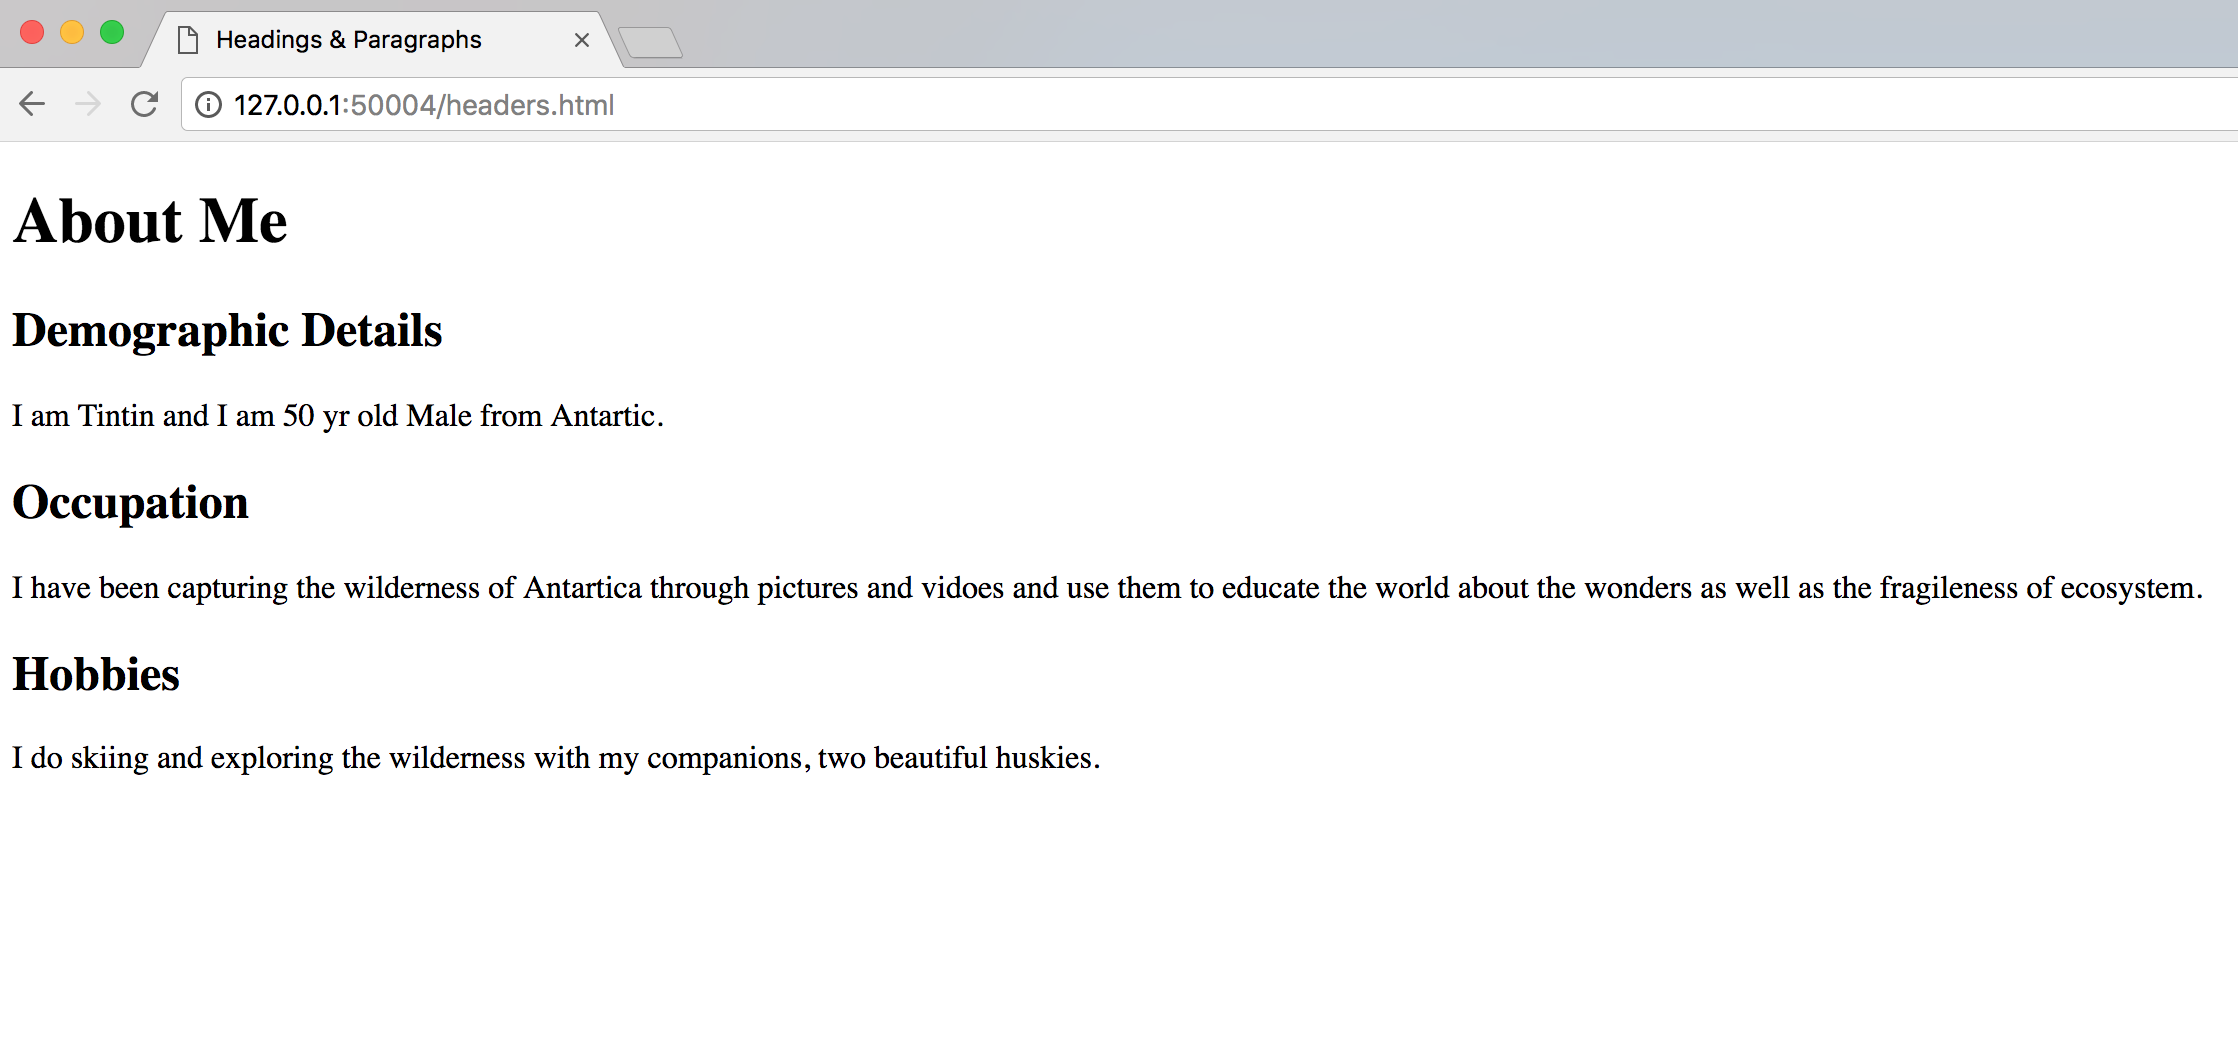 Headings & Paragraphs
127.0.0.1:50004/headers.html
About Me
Demographic Details
I am Tintin and I am 50 yr old Male from Antartic.
Occupation
I have been capturing the wilderness of Antartica through pictures and vidoes and use them to educate the world about the wonders as well as the fragileness of ecosystem.
Hobbies
I do skiing and exploring the wilderness with my companions, two beautiful huskies.